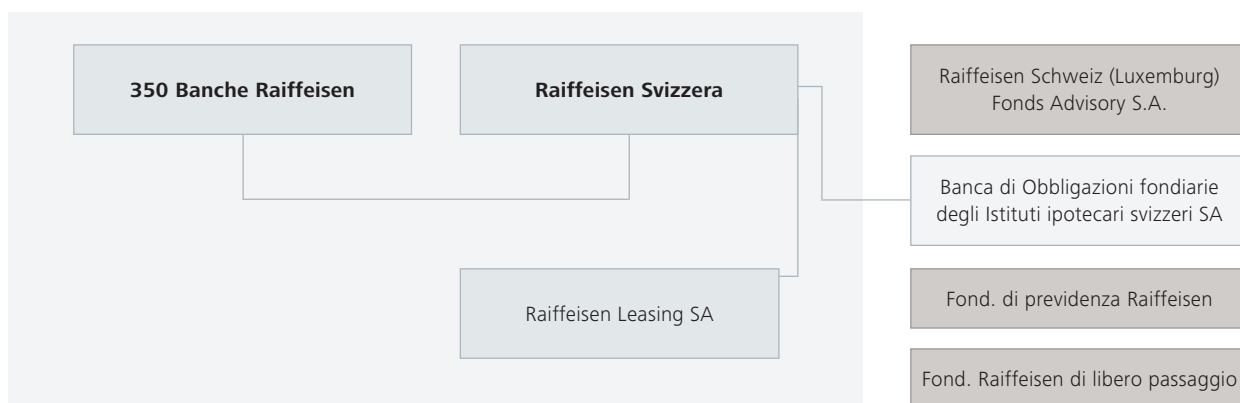 350 Banche Raiffeisen
Raiffeisen Svizzera
Raiffeisen Leasing SA
Raiffeisen Schweiz (Luxemburg)
Fonds Advisory S.A.
Banca di Obbligazioni fondiarie
degli Istituti ipotecari svizzeri SA
Fond. di previdenza Raiffeisen
Fond. Raiffeisen di libero passaggio